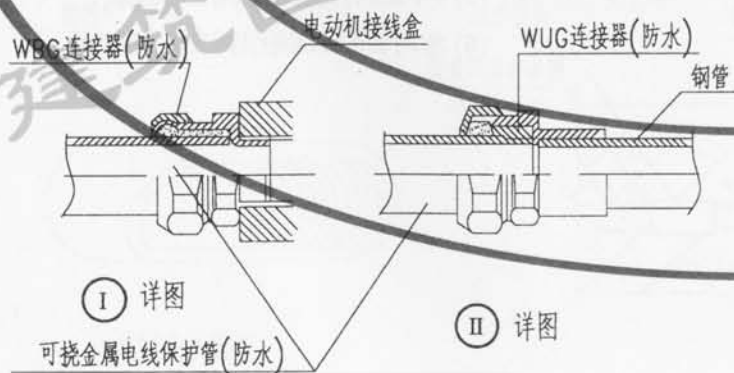 建筑
WBG连接器(防水)
电动机接线盒
WUG连接器(防水)
钢管
I 详图
II 详图
可挠金属电线保护管(防水)